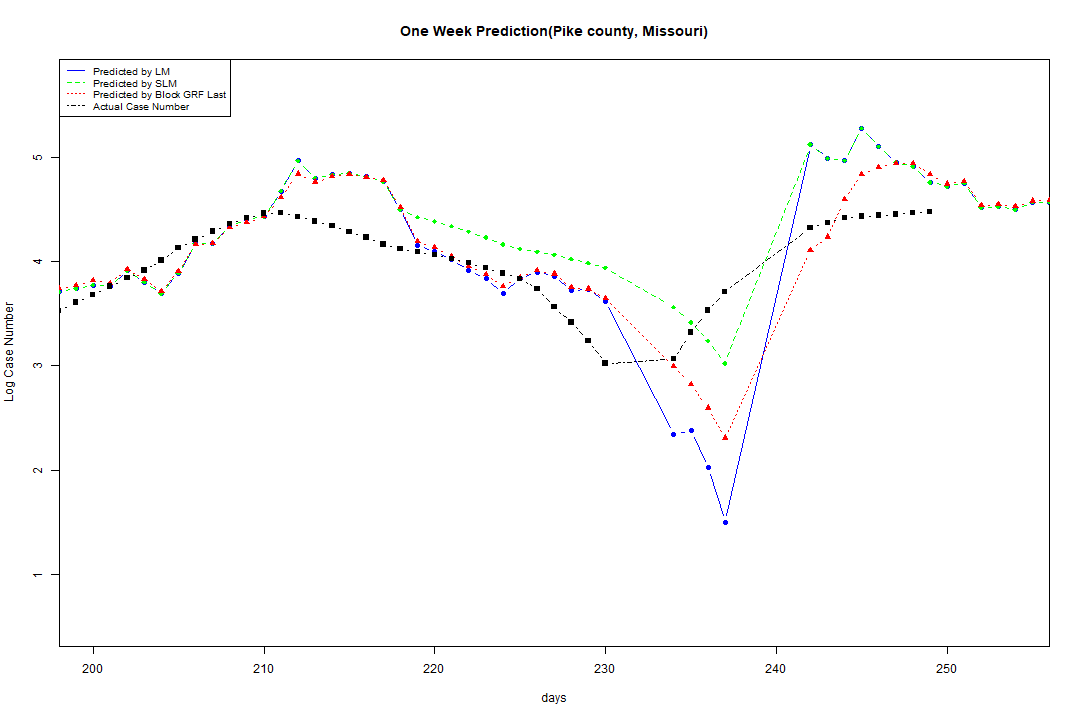 One Week Prediction(Pike county, Missouri)
Predicted by LM
Predicted by SLM
Predicted by Block GRF Last
Actual Case Number
5
4
3
2
1
Log Case Number
200 210 220 230 240 250
days